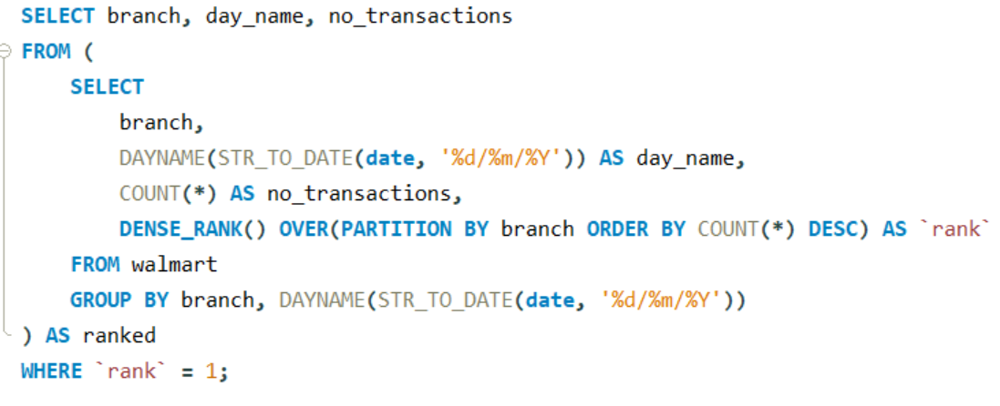 SELECT branch, day_name, no_transactions
FROM (
    SELECT
        branch,
        DAYNAME(STR_TO_DATE(date, '%d/%m/%Y')) AS day_name,
        COUNT(*) AS no_transactions,
        DENSE_RANK() OVER(PARTITION BY branch ORDER BY COUNT(*) DESC) AS `rank`
    FROM walmart
    GROUP BY branch, DAYNAME(STR_TO_DATE(date, '%d/%m/%Y'))
) AS ranked
WHERE `rank` = 1;